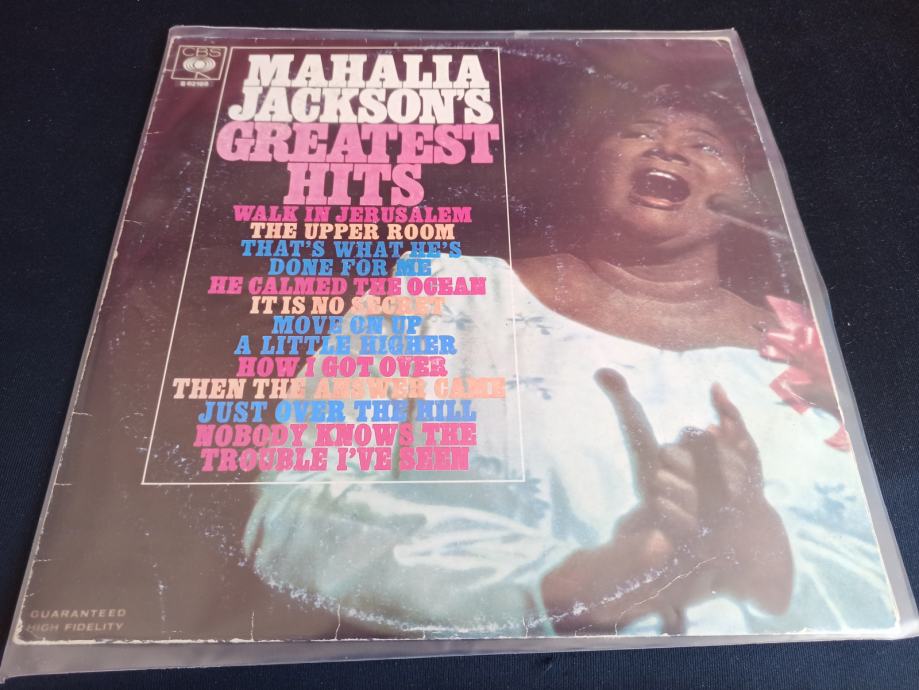 CBS
S 62168
MAHALIA
JACKSON'S
GREATEST
HITS
WALK IN JERUSALEM
THE UPPER ROOM
THAT'S WHAT HE'S
DONE FOR ME
HE CALMED THE OCEAN
IT IS NO SECRET
MOVE ON UP
A LITTLE HIGHER
HOW I GOT OVER
THEN THE ANSWER CAME
JUST OVER THE HILL
NOBODY KNOWS THE
TROUBLE I'VE SEEN
GUARANTEED
HIGH FIDELITY